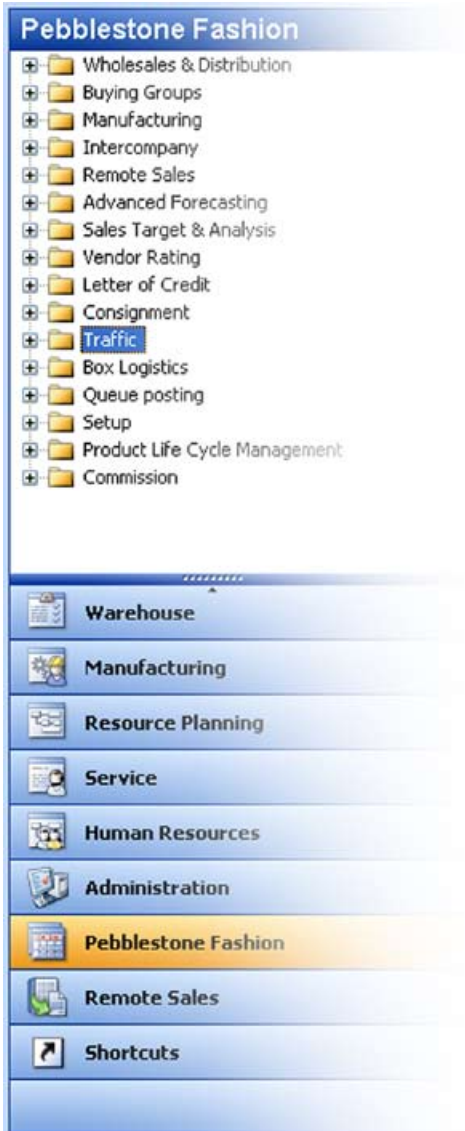 Pebblestone Fashion
Wholesales & Distribution
Buying Groups
Manufacturing
Intercompany
Remote Sales
Advanced Forecasting
Sales Target & Analysis
Vendor Rating
Letter of Credit
Consignment
Traffic
Box Logistics
Queue posting
Setup
Product Life Cycle Management
Commission
Warehouse
Manufacturing
Resource Planning
Service
Human Resources
Administration
Pebblestone Fashion
Remote Sales
Shortcuts